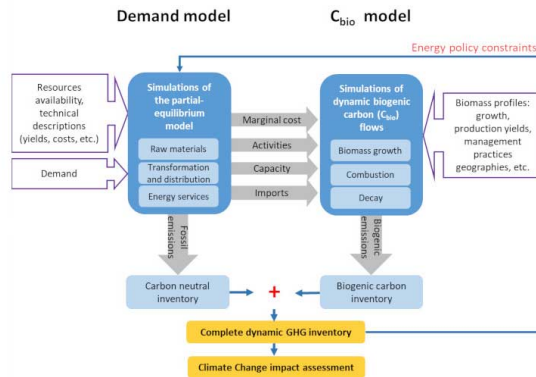 Demand model
C_bio model
Energy policy constraints
Resources
availability,
technical
descriptions
(yields, costs, etc.)
Demand
Simulations of
the partial-
equilibrium
model
Raw materials
Transformation
and distribution
Energy services
Marginal cost
Activities
Capacity
Imports
Simulations of
dynamic biogenic
carbon (C_bio)
flows
Biomass growth
Combustion
Decay
Biomass profiles:
growth,
production yields,
management
practices
geographies, etc.
Fossil
emissions
Biogenic
emissions
Carbon neutral
inventory
+
Biogenic carbon
inventory
Complete dynamic GHG inventory
Climate Change impact assessment